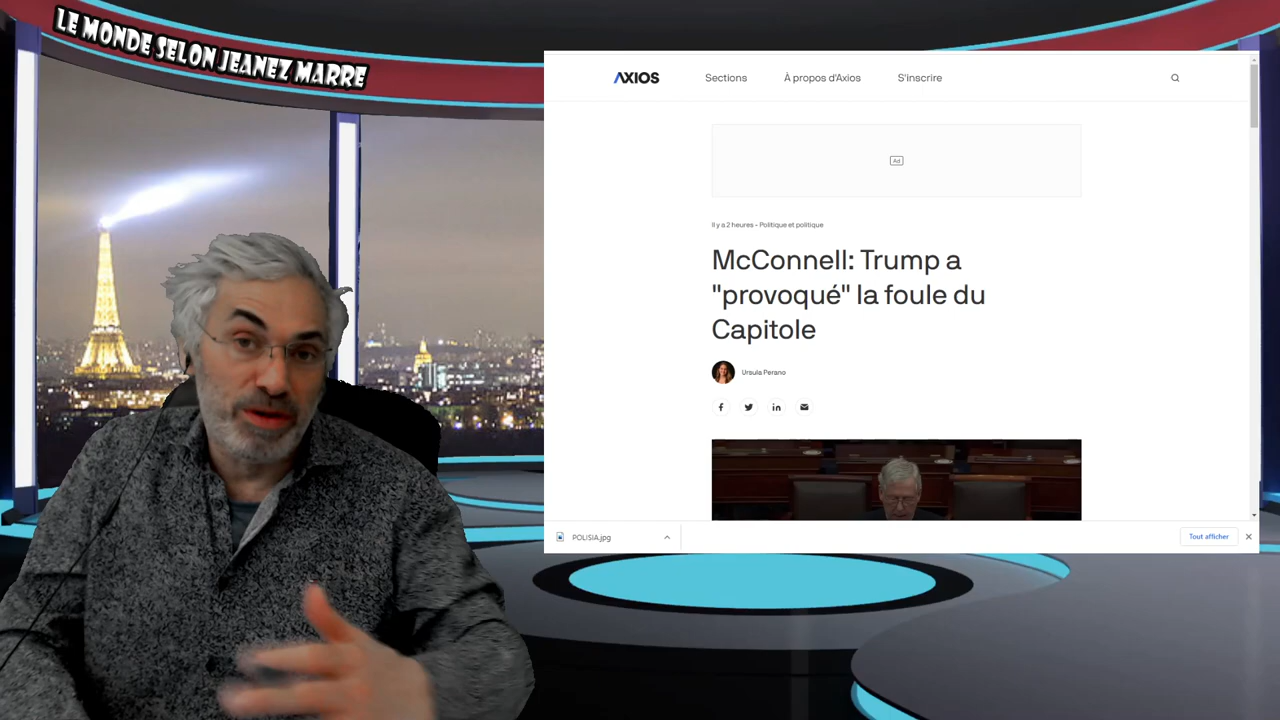 LE MONDE SELON JEANEZ MARRE
AXIOS
Sections
À propos d'Axios
S'inscrire
Ad
Il y a 2 heures - Politique et politique
McConnell: Trump a
"provoqué" la foule du
Capitole
Ursula Perano
POLISIA.jpg
Tout afficher